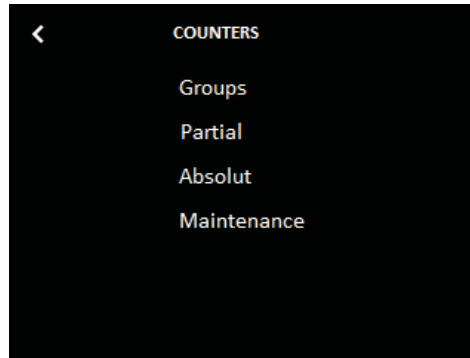 COUNTERS
Groups
Partial
Absolut
Maintenance